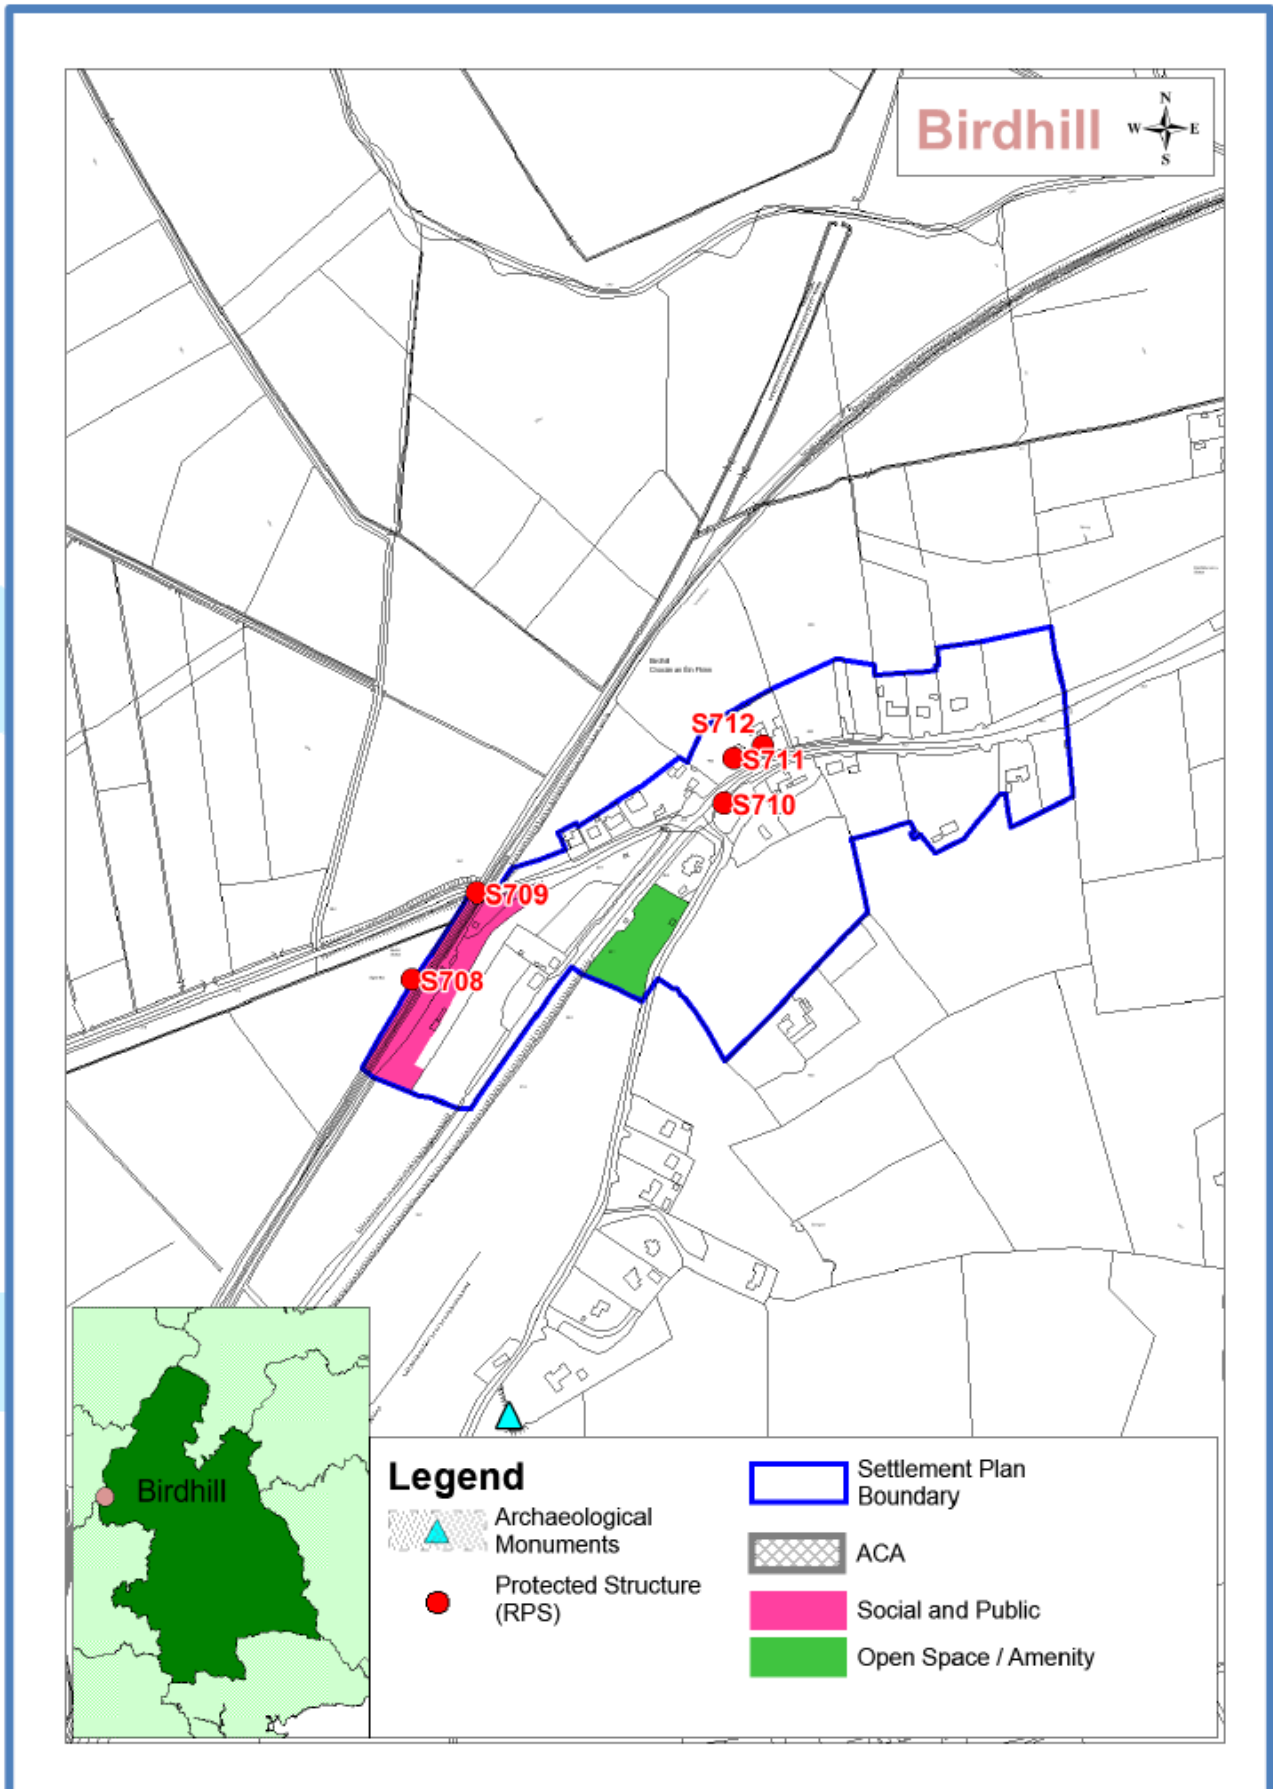 Birdhill
N
W E
S
Birdhill
S712
S711
S710
S709
S708
Birdhill
Legend
Archaeological
Monuments
Protected Structure
(RPS)
Settlement Plan
Boundary
ACA
Social and Public
Open Space / Amenity